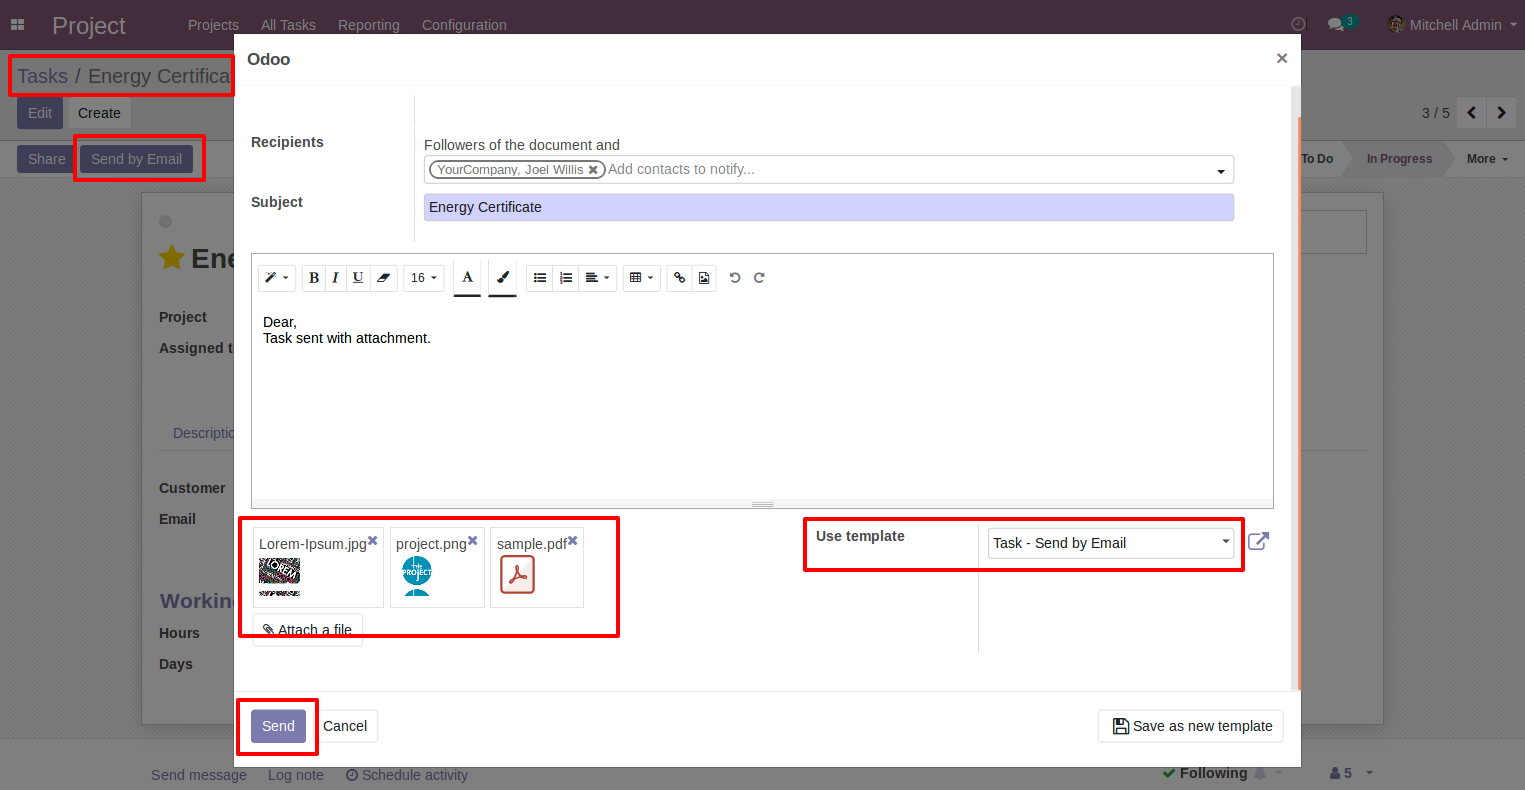 Project
Projects
All Tasks
Reporting
Configuration
3
Mitchell Admin
Odoo
×
Tasks / Energy Certifica
Edit
Create
3 / 5
Share
Send by Email
To Do
In Progress
More
Recipients
Followers of the document and
YourCompany, Joel Willis
Add contacts to notify...
Subject
Energy Certificate
Ene
B I U
16
A
Dear,
Task sent with attachment.
Project
Assigned t
Descriptio
Customer
Email
Workin
Hours
Days
Lorem-Ipsum.jpg
project.png
sample.pdf
LOREM
PROJECT
Attach a file
Use template
Task - Send by Email
Send
Cancel
Save as new template
Send message
Log note
Schedule activity
Following
5